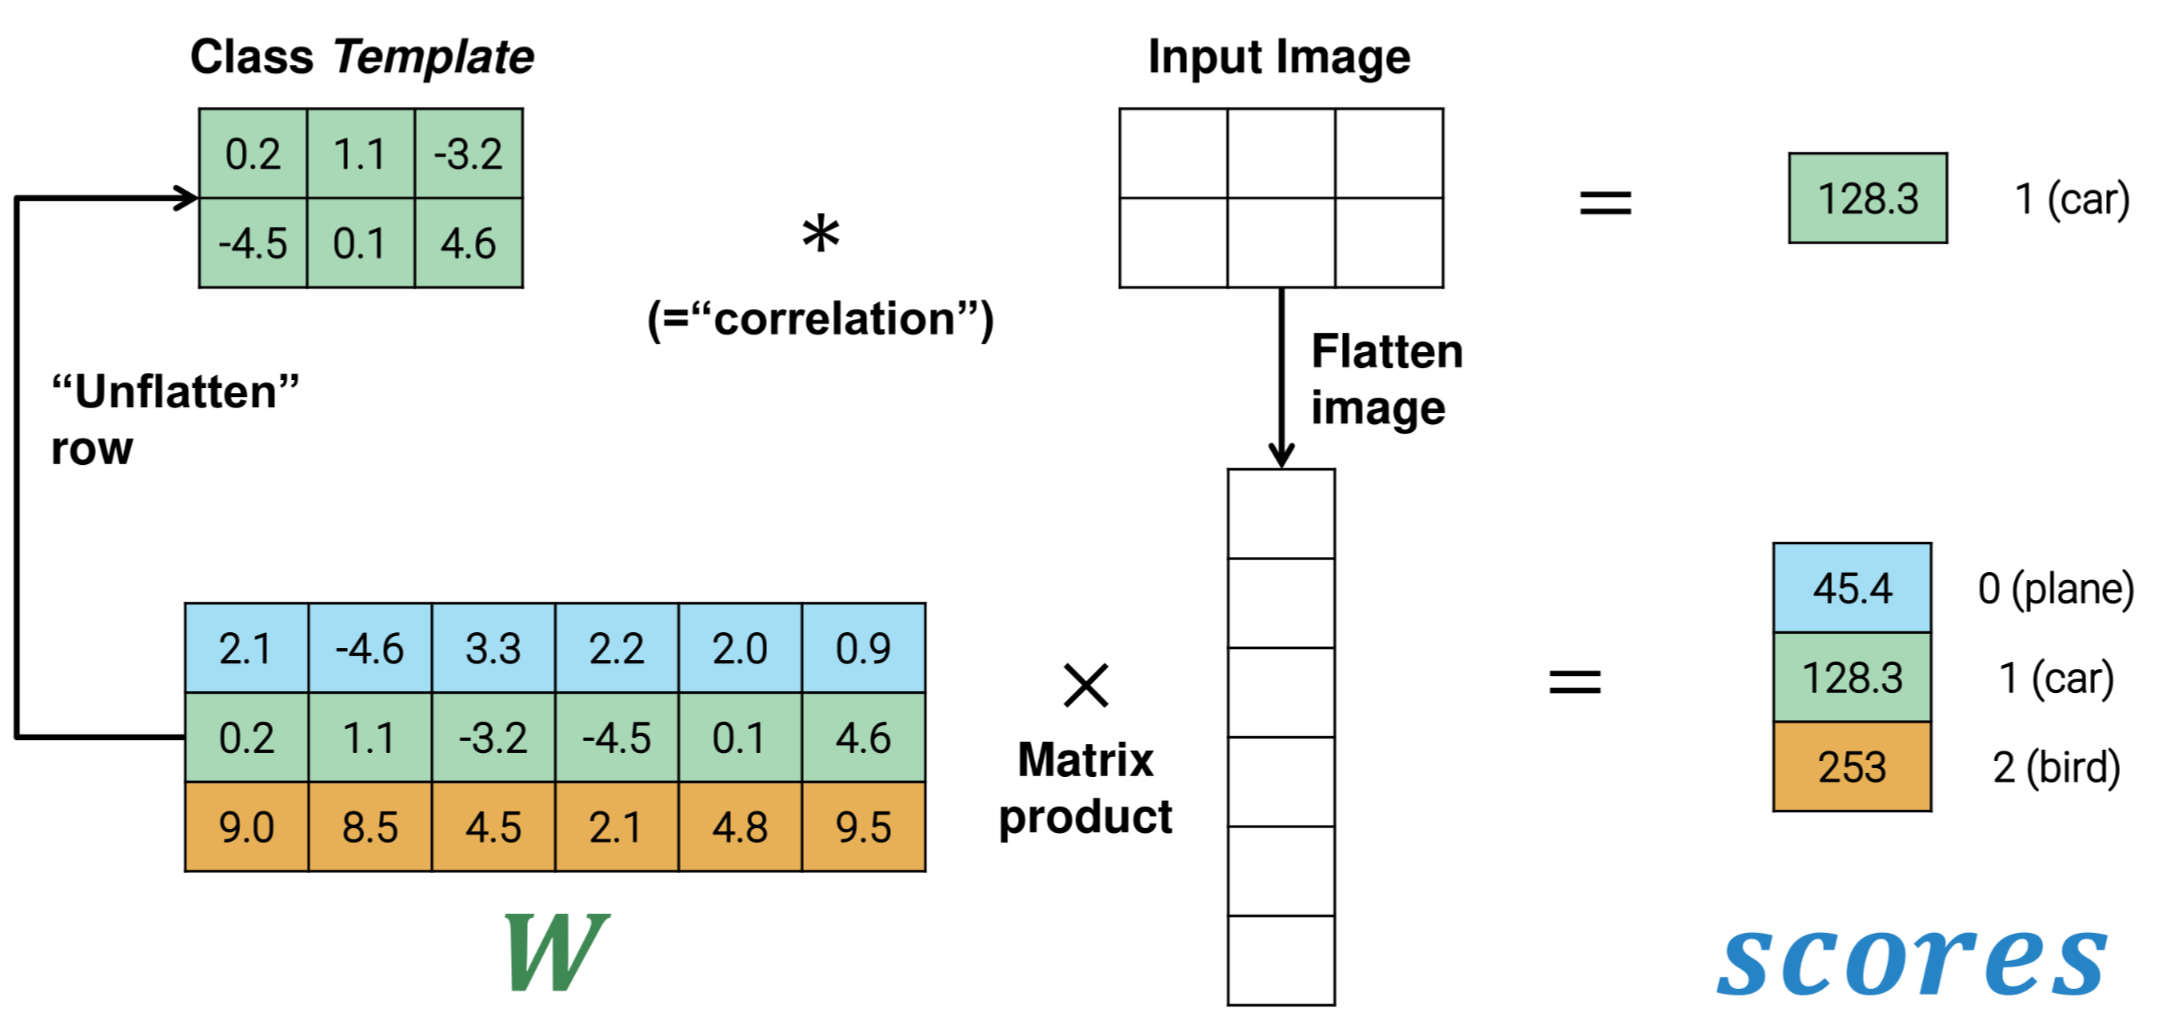 Class Template
Input Image
0.2 1.1 -3.2
-4.5 0.1 4.6
*
(=“correlation”)
=
128.3
1 (car)
“Unflatten”
row
Flatten
image
2.1 -4.6 3.3 2.2 2.0 0.9
0.2 1.1 -3.2 -4.5 0.1 4.6
9.0 8.5 4.5 2.1 4.8 9.5
W
×
Matrix
product
=
45.4 0 (plane)
128.3 1 (car)
253 2 (bird)
scores